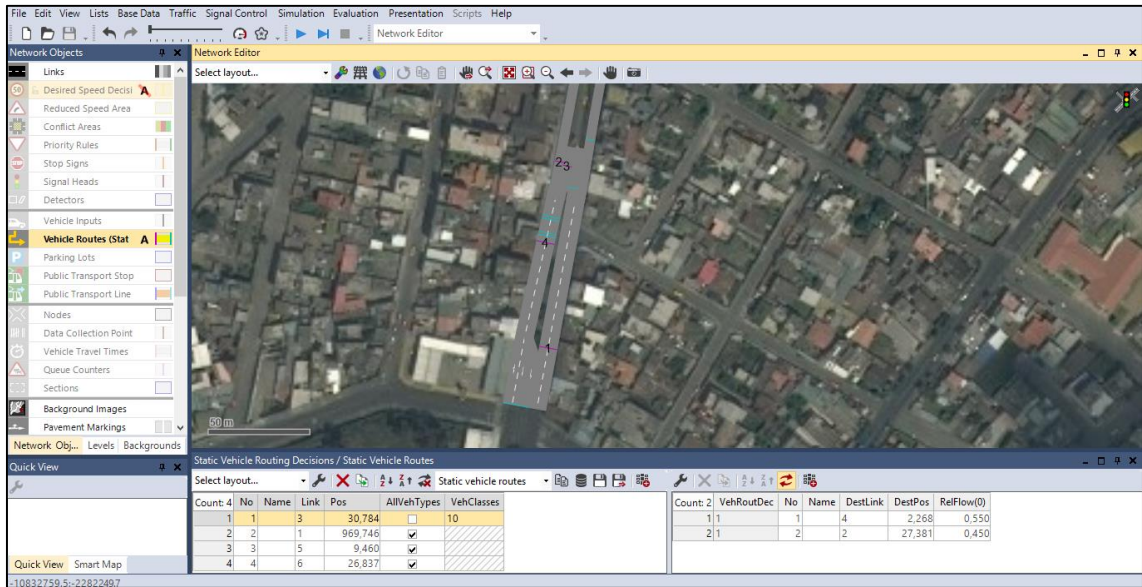 File Edit View Lists Base Data Traffic Signal Control Simulation Evaluation Presentation Scripts Help
Network Editor
Network Objects
Network Editor
Links
Select layout...
Desired Speed Decisi A
Reduced Speed Area
Conflict Areas
Priority Rules
Stop Signs
Signal Heads
Detectors
Vehicle Inputs
Vehicle Routes (Stat A
Parking Lots
Public Transport Stop
Public Transport Line
Nodes
Data Collection Point
Vehicle Travel Times
Queue Counters
Sections
Background Images
Pavement Markings
23
4
1
50 m
Network Obj... Levels Backgrounds
Quick View
Quick View Smart Map
Static Vehicle Routing Decisions / Static Vehicle Routes
Select layout... Static vehicle routes
Count: 4 No Name Link Pos AllVehTypes VehClasses
1 1 3 30,784 10
2 2 1 969,746
3 3 5 9,460
4 4 6 26,837
Count: 2 VehRoutDec No Name DestLink DestPos RelFlow(0)
1 1 1 4 2,268 0,550
2 1 2 2 27,381 0,450
-10832759.5:-2282249.7